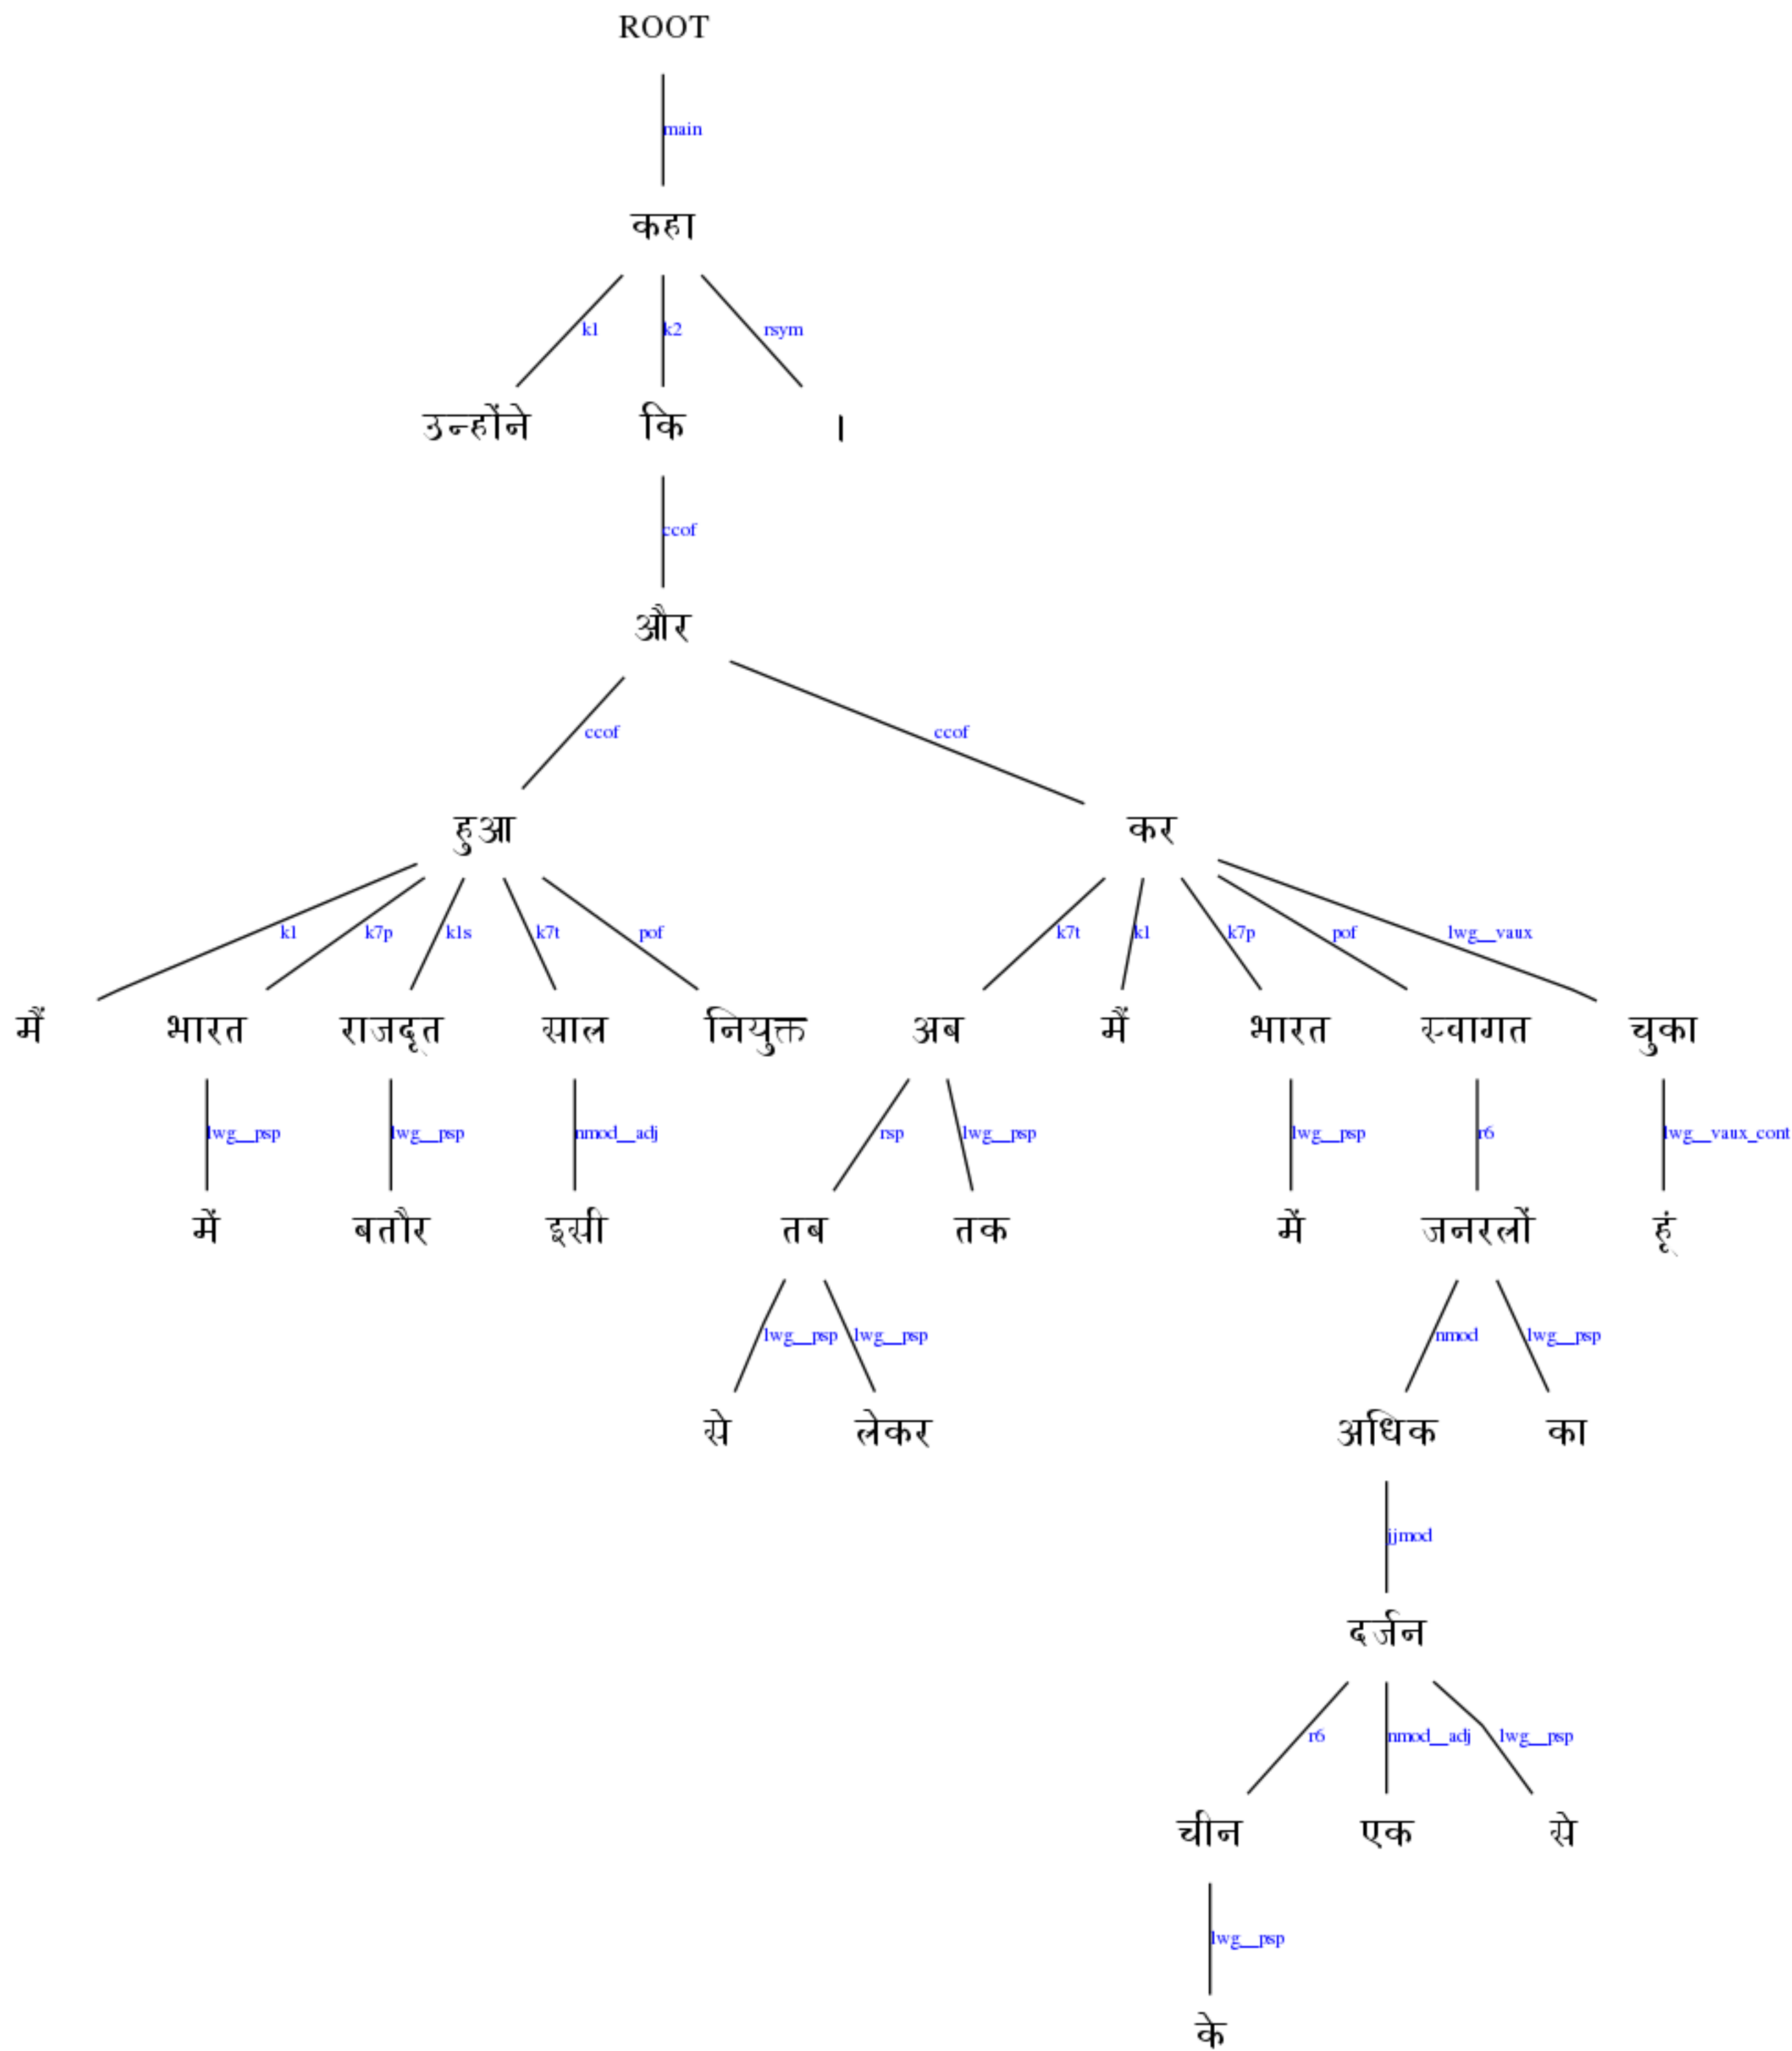 ROOT
main
कहा
k1 k2 rsym
उन्होंने कि ।
ccof
और
ccof ccof
हुआ कर
k1 k7p k1s k7t pof k7t k1 k7p pof lwg__vaux
मैं भारत राजदूत साल नियुक्त अब मैं भारत स्वागत चुका
lwg__psp lwg__psp nmod__adj rsp lwg__psp lwg__psp r6 lwg__vaux_cont
में बतौर इसी तब तक में जनरलों हूं
lwg__psp lwg__psp nmod lwg__psp
से लेकर अधिक का
jjmod
दर्जन
r6 nmod__adj lwg__psp
चीन एक से
lwg__psp
के